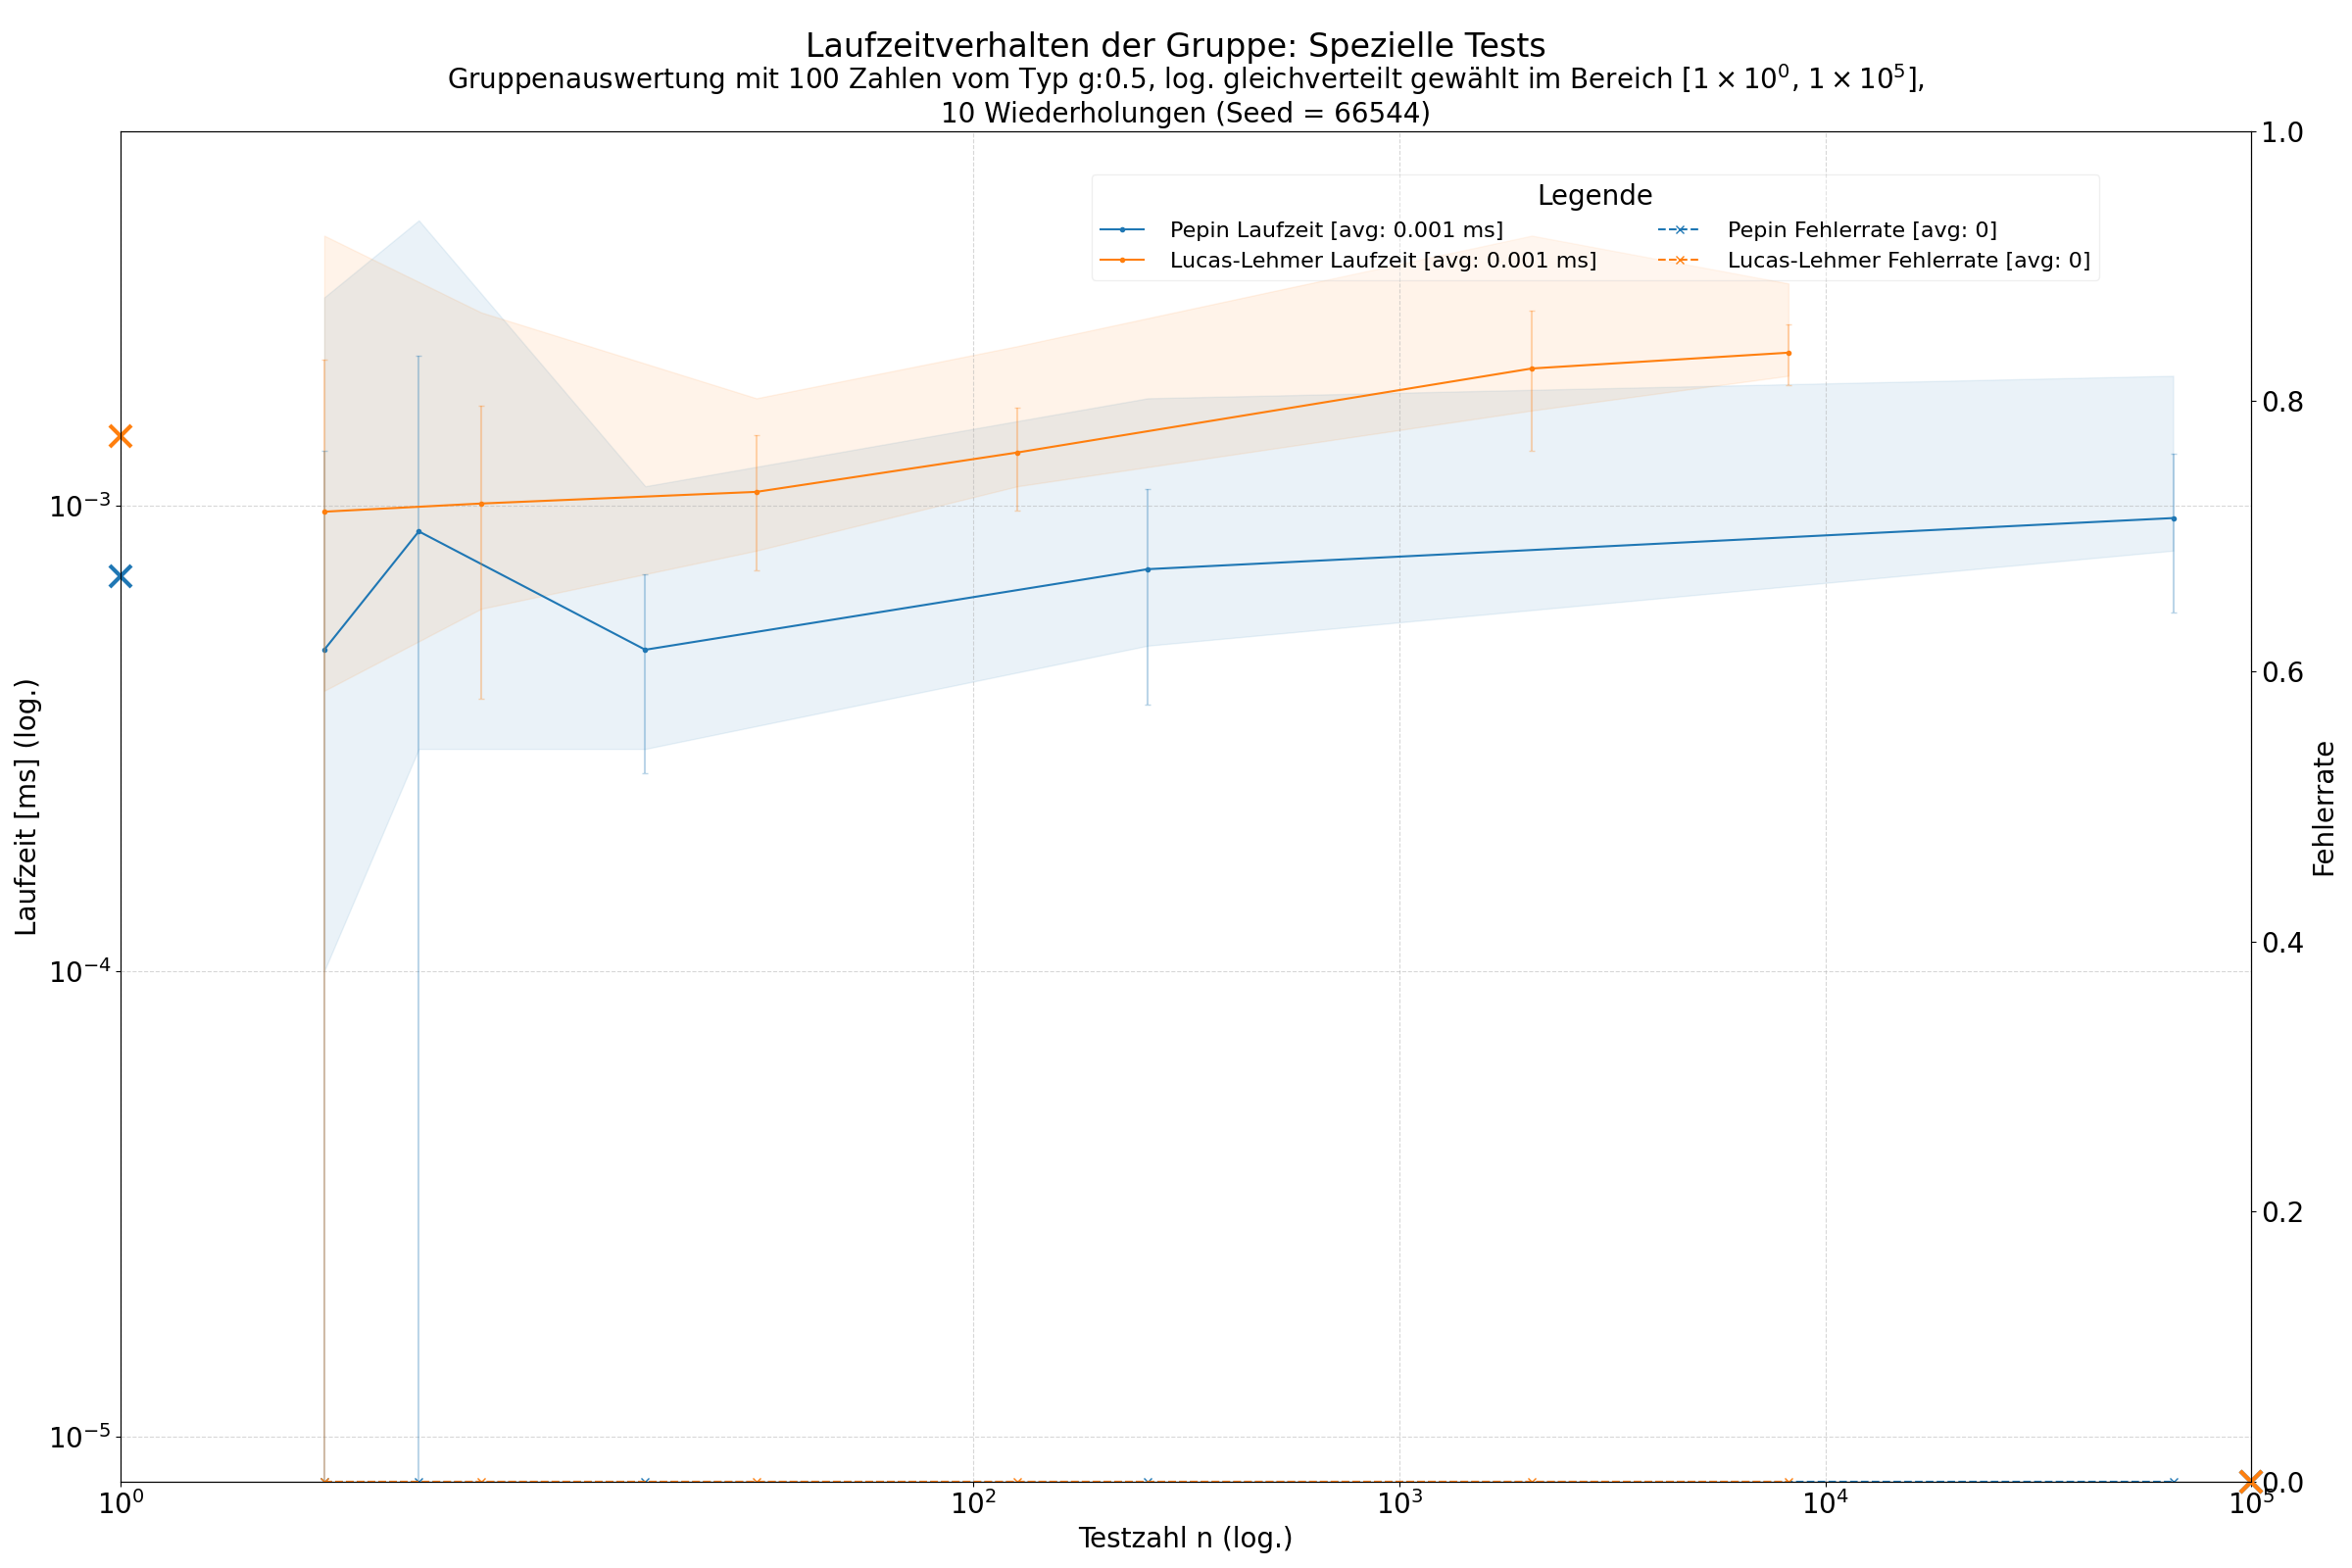 Laufzeitverhalten der Gruppe: Spezielle Tests
Gruppenauswertung mit 100 Zahlen vom Typ g:0.5, log. gleichverteilt gewählt im Bereich [1 × 10⁰, 1 × 10⁵],
10 Wiederholungen (Seed = 66544)
Legende
Pepin Laufzeit [avg: 0.001 ms]
Lucas-Lehmer Laufzeit [avg: 0.001 ms]
Pepin Fehlerrate [avg: 0]
Lucas-Lehmer Fehlerrate [avg: 0]
Laufzeit [ms] (log.)
10⁻³
10⁻⁴
10⁻⁵
1.0
0.8
0.6
0.4
0.2
0.0
Fehlerrate
10⁰
10²
10³
10⁴
10⁵
Testzahl n (log.)